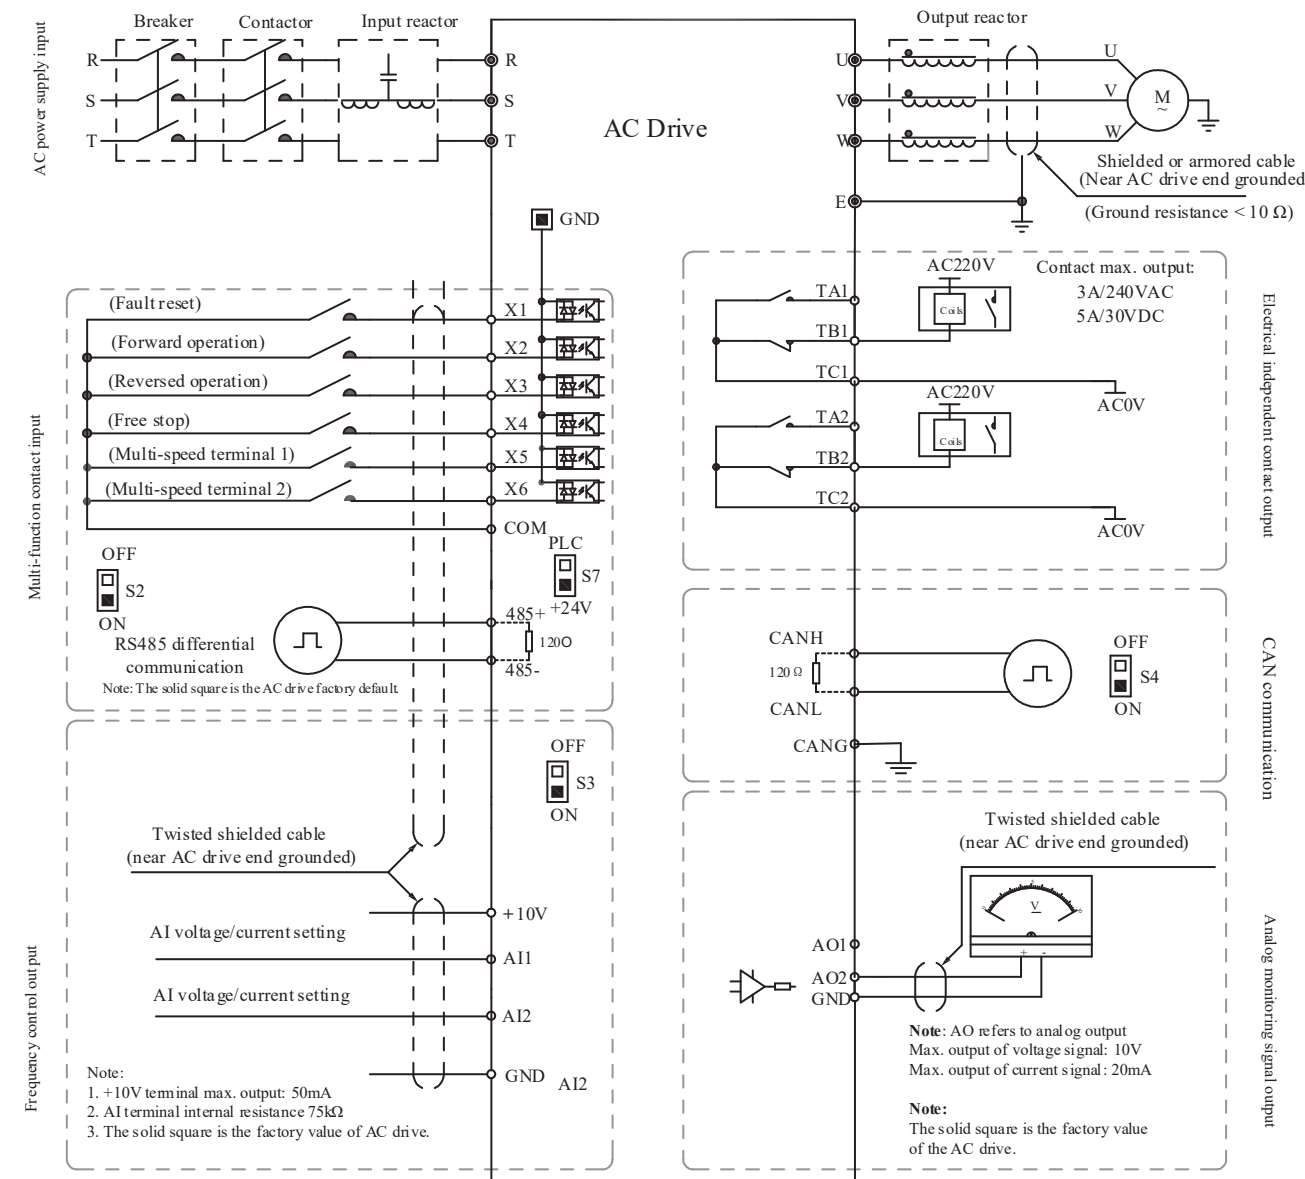 Breaker
Contactor
Input reactor
Output reactor
AC power supply input
R
S
T
R
S
T
AC Drive
U
V
W
U
V
W
M
~
Shielded or armored cable
(Near AC drive end grounded
(Ground resistance < 10 Ω)
E
GND
Multi-function contact input
(Fault reset)
X1
(Forward operation)
X2
(Reversed operation)
X3
(Free stop)
X4
(Multi-speed terminal 1)
X5
(Multi-speed terminal 2)
X6
COM
OFF
S2
ON
PLC
S7
+24V
RS485 differential
communication
485+
120Ω
485-
Note: The solid square is the AC drive factory default.
Electrical independent contact output
AC220V
Contact max. output:
3A/240VAC
5A/30VDC
TA1
Coils
TB1
TC1
AC0V
AC220V
TA2
Coils
TB2
TC2
AC0V
CAN communication
CANH
120 Ω
CANL
CANG
OFF
S4
ON
Frequency control output
OFF
S3
ON
Twisted shielded cable
(near AC drive end grounded)
+10V
AI voltage/current setting
AI1
AI voltage/current setting
AI2
GND
AI2
Note:
1. +10V terminal max. output: 50mA
2. AI terminal internal resistance 75kΩ
3. The solid square is the factory value of AC drive.
Analog monitoring signal output
Twisted shielded cable
(near AC drive end grounded)
V
+ -
AO1
AO2
GND
Note: AO refers to analog output
Max. output of voltage signal: 10V
Max. output of current signal: 20mA
Note:
The solid square is the factory value
of the AC drive.